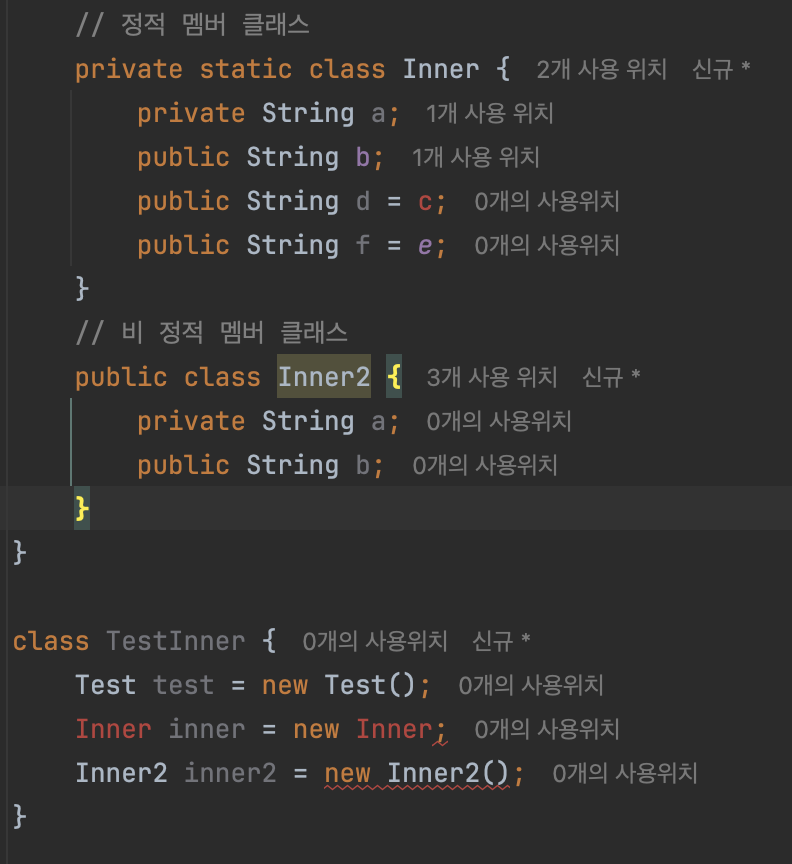 // 정적 멤버 클래스
private static class Inner { 2개 사용 위치 신규 *
private String a; 1개 사용 위치
public String b; 1개 사용 위치
public String d = c; 0개의 사용위치
public String f = e; 0개의 사용위치
}
// 비 정적 멤버 클래스
public class Inner2 { 3개 사용 위치 신규 *
private String a; 0개의 사용위치
public String b; 0개의 사용위치
}
}
class TestInner { 0개의 사용위치 신규 *
Test test = new Test(); 0개의 사용위치
Inner inner = new Inner; 0개의 사용위치
Inner2 inner2 = new Inner2(); 0개의 사용위치
}